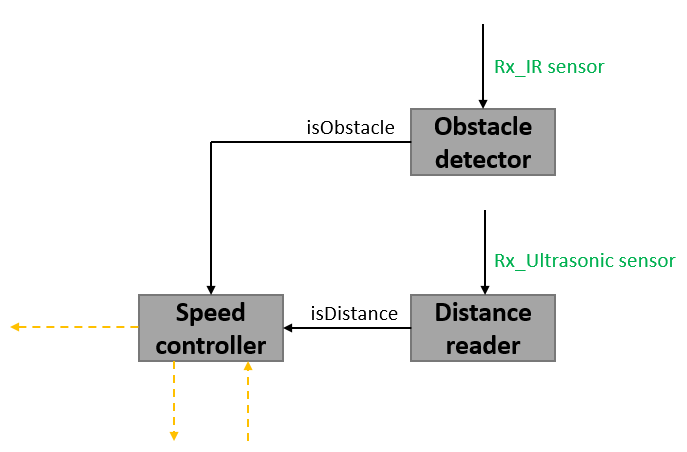 Rx_IR sensor
isObstacle
Obstacle
detector
Rx_Ultrasonic sensor
Speed
controller
isDistance
Distance
reader